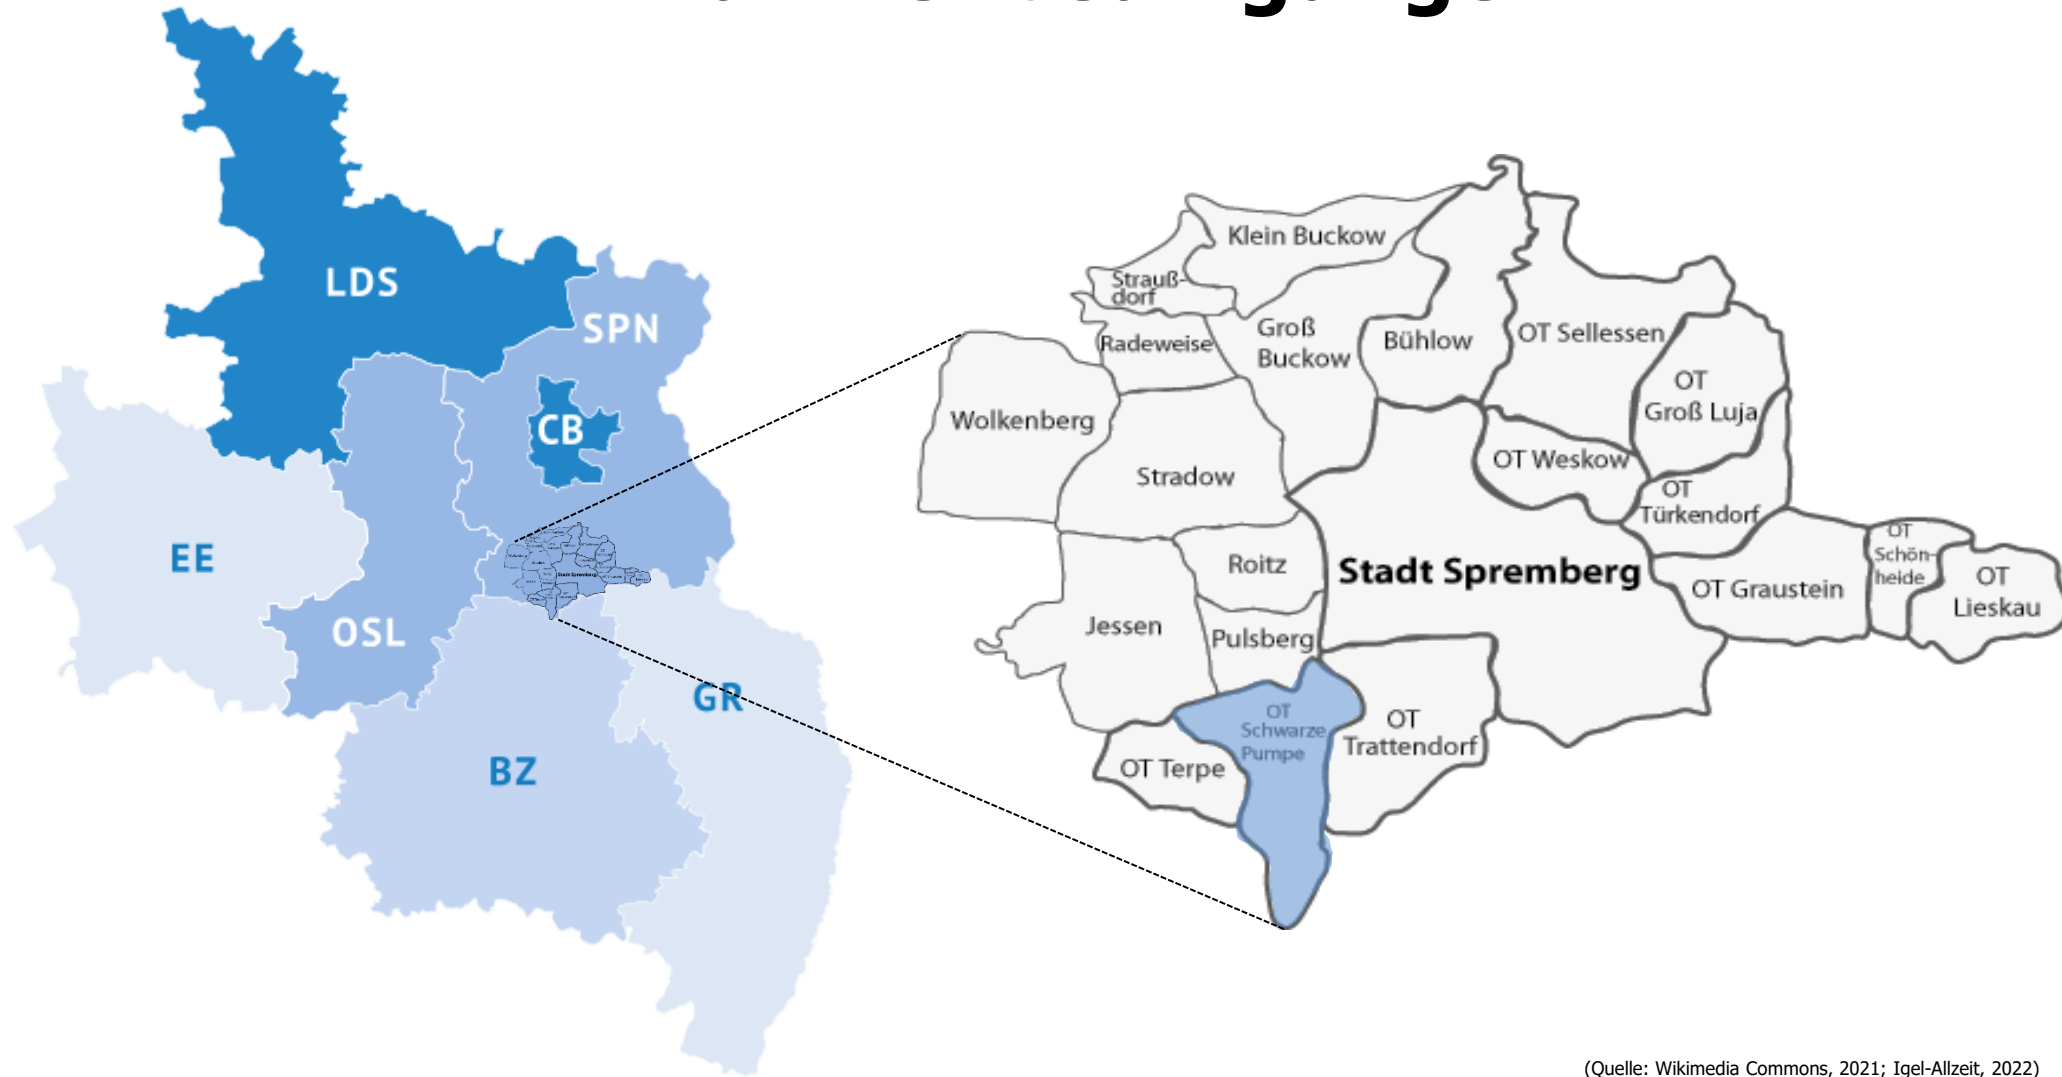 LDS
SPN
CB
EE
OSL
GR
BZ
Klein Buckow
Strauß-
dorf
Radeweise
Groß
Buckow
Bühlow
OT Sellessen
OT
Groß Luja
Wolkenberg
Stradow
OT Weskow
OT
Türkendorf
Roitz
Stadt Spremberg
OT
Schön-
heide
OT Graustein
OT
Lieskau
Jessen
Pulsberg
OT
Schwarze
Pumpe
OT
Trattendorf
OT Terpe
(Quelle: Wikimedia Commons, 2021; Igel-Allzeit, 2022)